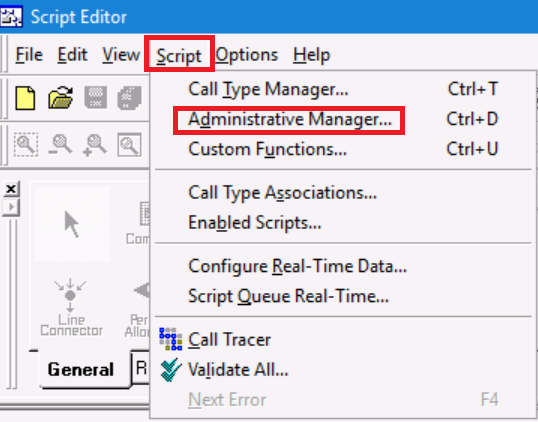 Script Editor
File Edit View Script Options Help
Call Type Manager... Ctrl+T
Administrative Manager... Ctrl+D
Custom Functions... Ctrl+U
Call Type Associations...
Enabled Scripts...
Configure Real-Time Data...
Script Queue Real-Time...
Call Tracer
Validate All...
Next Error F4
Com
Line
Connector
Per
Allo
General
R